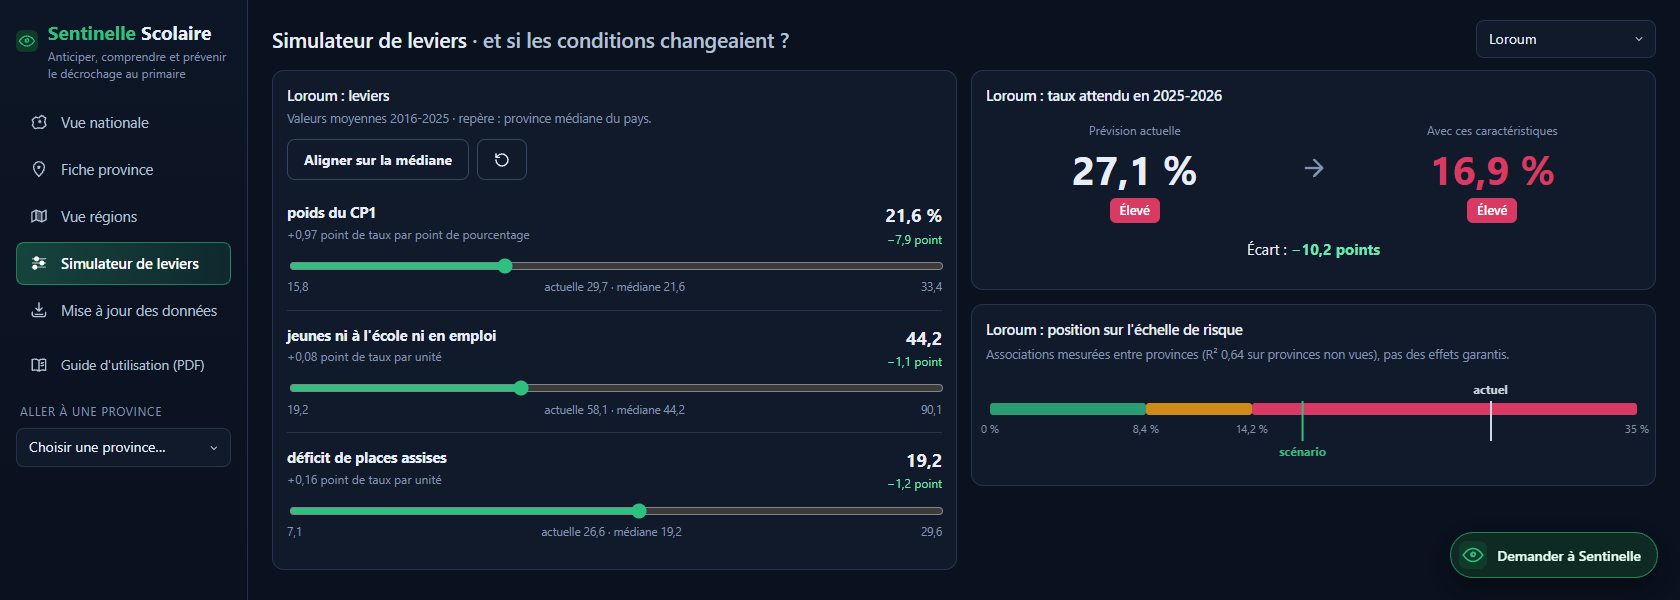 Sentinelle Scolaire
Anticiper, comprendre et prévenir
le décrochage au primaire
Vue nationale
Fiche province
Vue régions
Simulateur de leviers
Mise à jour des données
Guide d'utilisation (PDF)
ALLER À UNE PROVINCE
Choisir une province...
Simulateur de leviers · et si les conditions changeaient ?
Loroum
Loroum : leviers
Valeurs moyennes 2016-2025 · repère : province médiane du pays.
Aligner sur la médiane
poids du CP1
21,6 %
+0,97 point de taux par point de pourcentage
−7,9 point
15,8
actuelle 29,7 · médiane 21,6
33,4
jeunes ni à l'école ni en emploi
44,2
+0,08 point de taux par unité
−1,1 point
19,2
actuelle 58,1 · médiane 44,2
90,1
déficit de places assises
19,2
+0,16 point de taux par unité
−1,2 point
7,1
actuelle 26,6 · médiane 19,2
29,6
Loroum : taux attendu en 2025-2026
Prévision actuelle
27,1 %
Élevé
Avec ces caractéristiques
16,9 %
Élevé
Écart : −10,2 points
Loroum : position sur l'échelle de risque
Associations mesurées entre provinces (R² 0,64 sur provinces non vues), pas des effets garantis.
actuel
0 %
8,4 %
14,2 %
35 %
scénario
Demander à Sentinelle